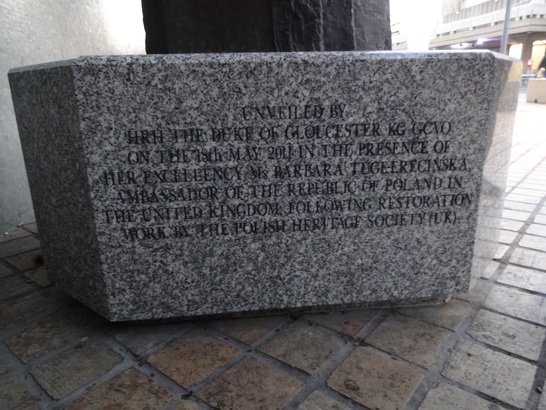 UNVEILED BY
HRH THE DUKE OF GLOUCESTER KG GCVO
ON THE 18th MAY 2011 IN THE PRESENCE OF
HER EXCELLENCY Ms BARBARA TUGE-ERECIŃSKA,
AMBASSADOR OF THE REPUBLIC OF POLAND IN
THE UNITED KINGDOM, FOLLOWING RESTORATION
WORK BY THE POLISH HERITAGE SOCIETY (UK).